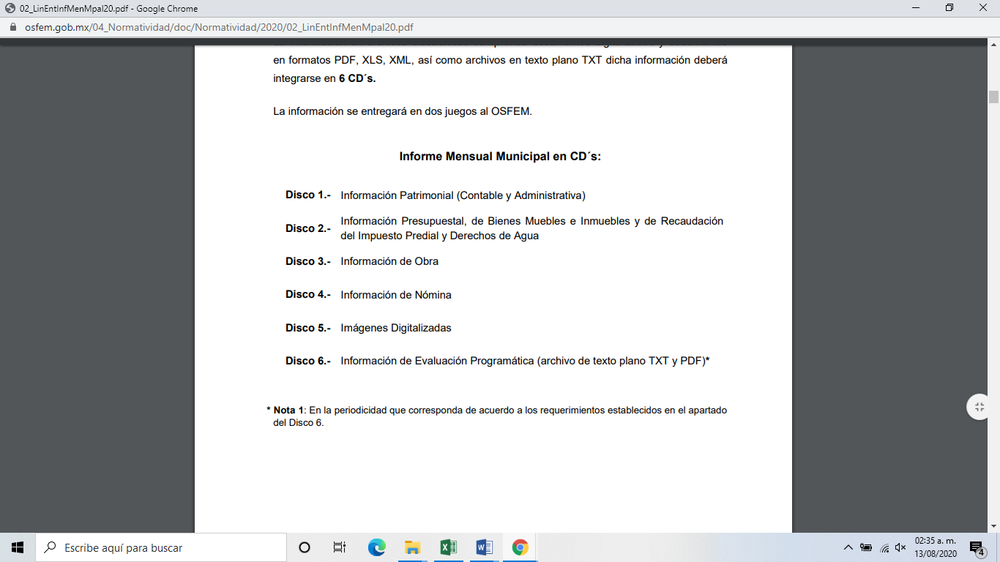 02_LinEntInfMenMpal20.pdf - Google Chrome
osfem.gob.mx/04_Normatividad/doc/Normatividad/2020/02_LinEntInfMenMpal20.pdf
en formatos PDF, XLS, XML, así como archivos en texto plano TXT dicha información deberá
integrarse en 6 CD´s.
La información se entregará en dos juegos al OSFEM.
Informe Mensual Municipal en CD´s:
Disco 1.- Información Patrimonial (Contable y Administrativa)
Disco 2.- Información Presupuestal, de Bienes Muebles e Inmuebles y de Recaudación
del Impuesto Predial y Derechos de Agua
Disco 3.- Información de Obra
Disco 4.- Información de Nómina
Disco 5.- Imágenes Digitalizadas
Disco 6.- Información de Evaluación Programática (archivo de texto plano TXT y PDF)*
* Nota 1: En la periodicidad que corresponda de acuerdo a los requerimientos establecidos en el apartado
del Disco 6.
Escribe aquí para buscar
02:35 a. m.
13/08/2020
4